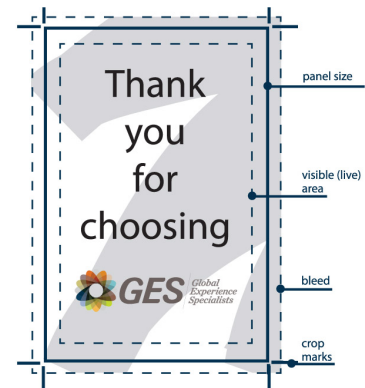 Thank
you
for
choosing
GES Global
Experience
Specialists
panel size
visible (live)
area
bleed
crop
marks